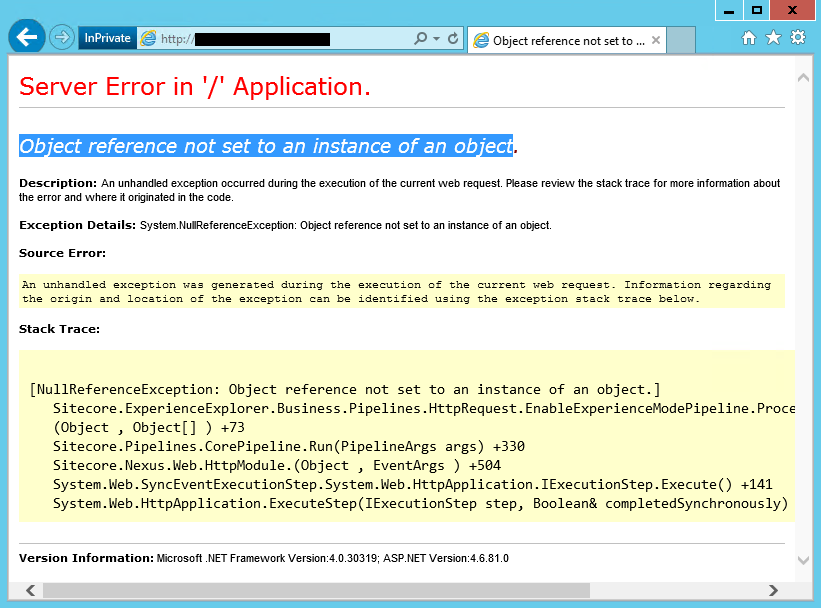 InPrivate
http://
Object reference not set to ...
Server Error in '/' Application.
Object reference not set to an instance of an object.
Description: An unhandled exception occurred during the execution of the current web request. Please review the stack trace for more information about
the error and where it originated in the code.
Exception Details: System.NullReferenceException: Object reference not set to an instance of an object.
Source Error:
An unhandled exception was generated during the execution of the current web request. Information regarding
the origin and location of the exception can be identified using the exception stack trace below.
Stack Trace:
[NullReferenceException: Object reference not set to an instance of an object.]
Sitecore.ExperienceExplorer.Business.Pipelines.HttpRequest.EnableExperienceModePipeline.Proce
(Object , Object[] ) +73
Sitecore.Pipelines.CorePipeline.Run(PipelineArgs args) +330
Sitecore.Nexus.Web.HttpModule.(Object , EventArgs ) +504
System.Web.SyncEventExecutionStep.System.Web.HttpApplication.IExecutionStep.Execute() +141
System.Web.HttpApplication.ExecuteStep(IExecutionStep step, Boolean& completedSynchronously)
Version Information: Microsoft .NET Framework Version:4.0.30319; ASP.NET Version:4.6.81.0